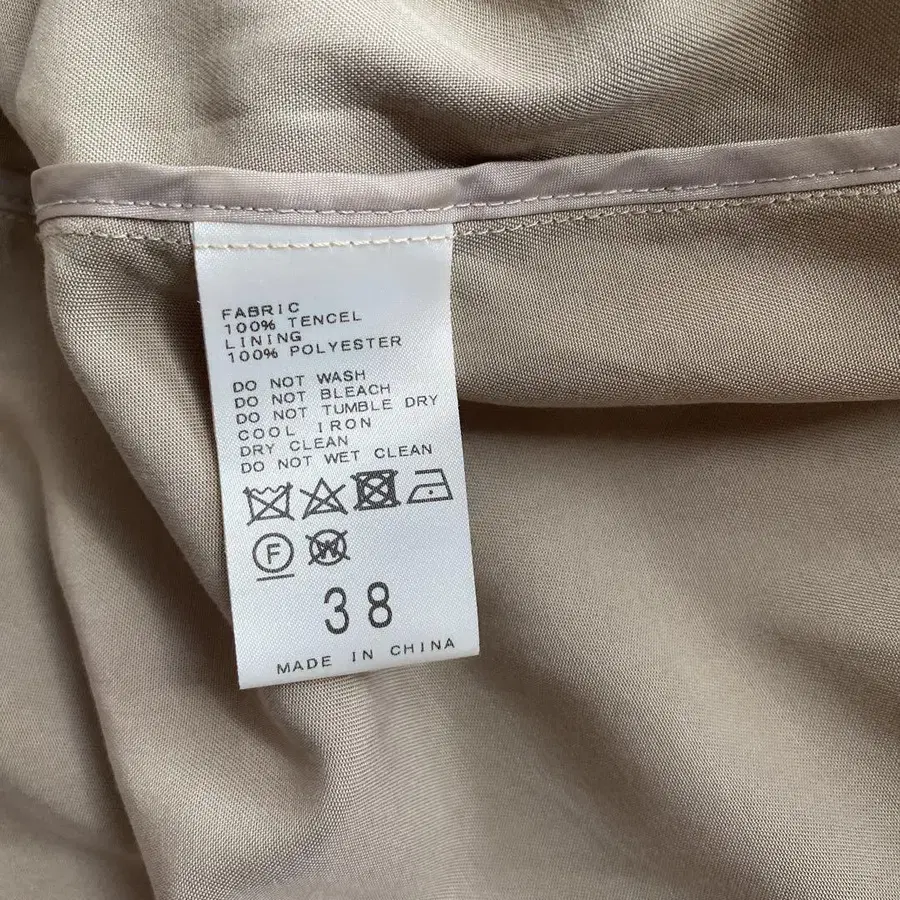 FABRIC
100% TENCEL
LINING
100% POLYESTER
DO NOT WASH
DO NOT BLEACH
DO NOT TUMBLE DRY
COOL IRON
DRY CLEAN
DO NOT WET CLEAN
F W
38
MADE IN CHINA